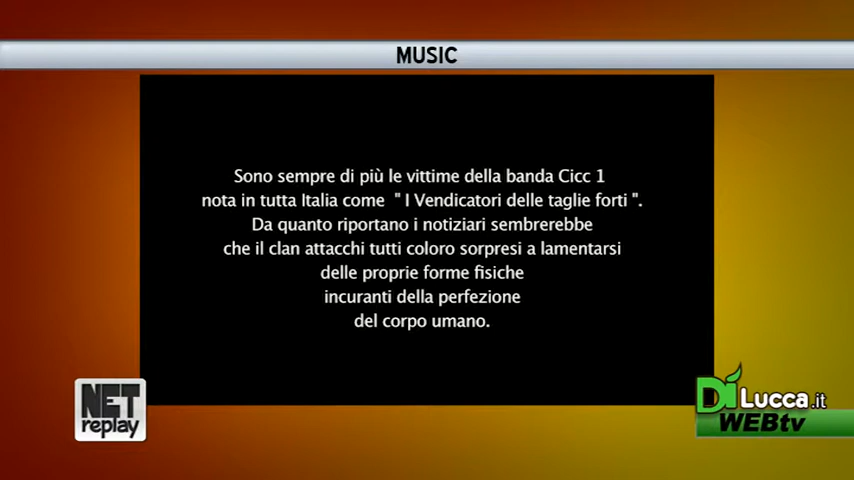 MUSIC
Sono sempre di più le vittime della banda Cicc 1
nota in tutta Italia come " I Vendicatori delle taglie forti ".
Da quanto riportano i notiziari sembrerebbe
che il clan attacchi tutti coloro sorpresi a lamentarsi
delle proprie forme fisiche
incuranti della perfezione
del corpo umano.
NET
replay
Dì Lucca.it
WEBtv